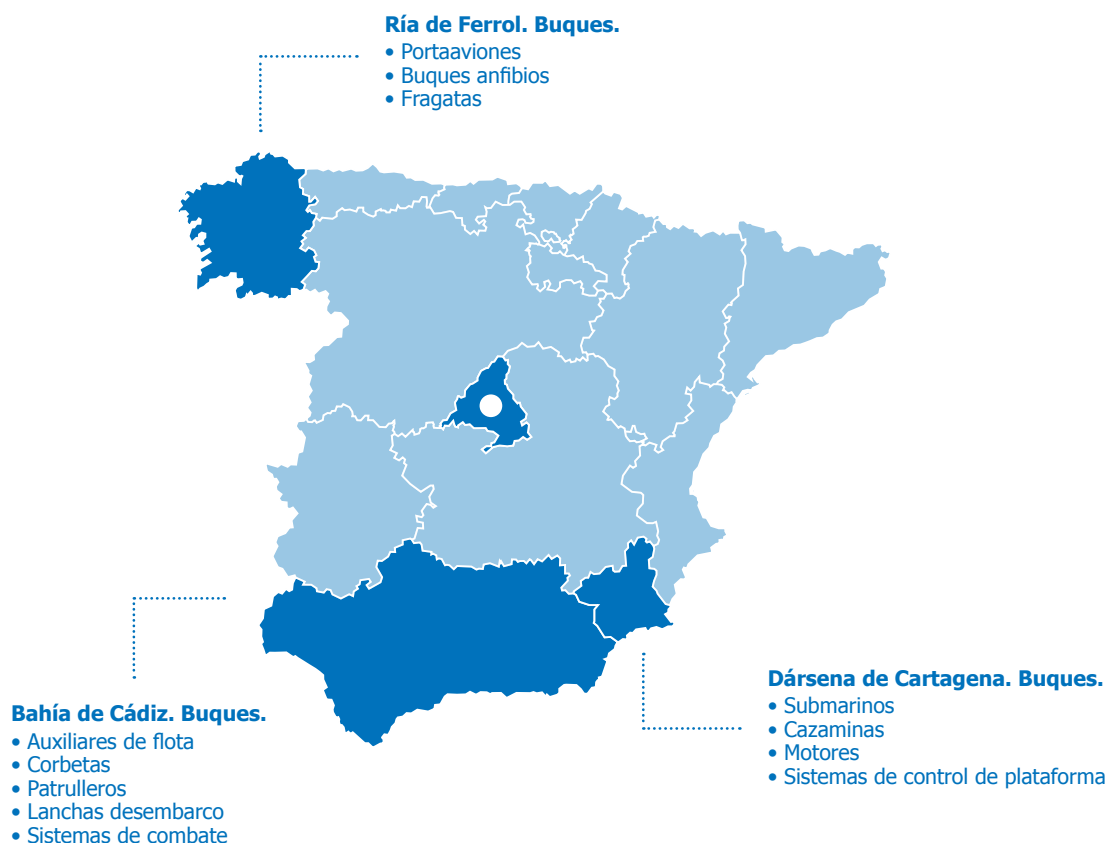 Ría de Ferrol. Buques.
• Portaaviones
• Buques anfibios
• Fragatas
Bahía de Cádiz. Buques.
• Auxiliares de flota
• Corbetas
• Patrulleros
• Lanchas desembarco
• Sistemas de combate
Dársena de Cartagena. Buques.
• Submarinos
• Cazaminas
• Motores
• Sistemas de control de plataforma